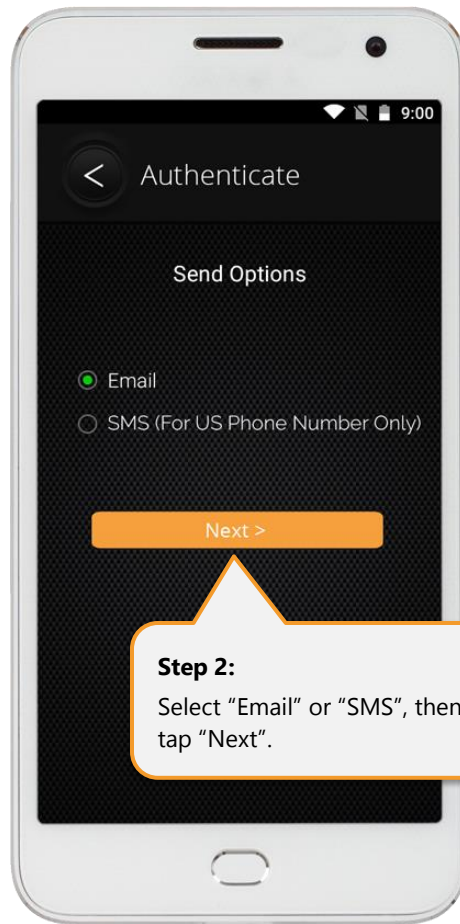 9:00
< Authenticate
Send Options
Email
SMS (For US Phone Number Only)
Next >
Step 2:
Select “Email” or “SMS”, then
tap “Next”.